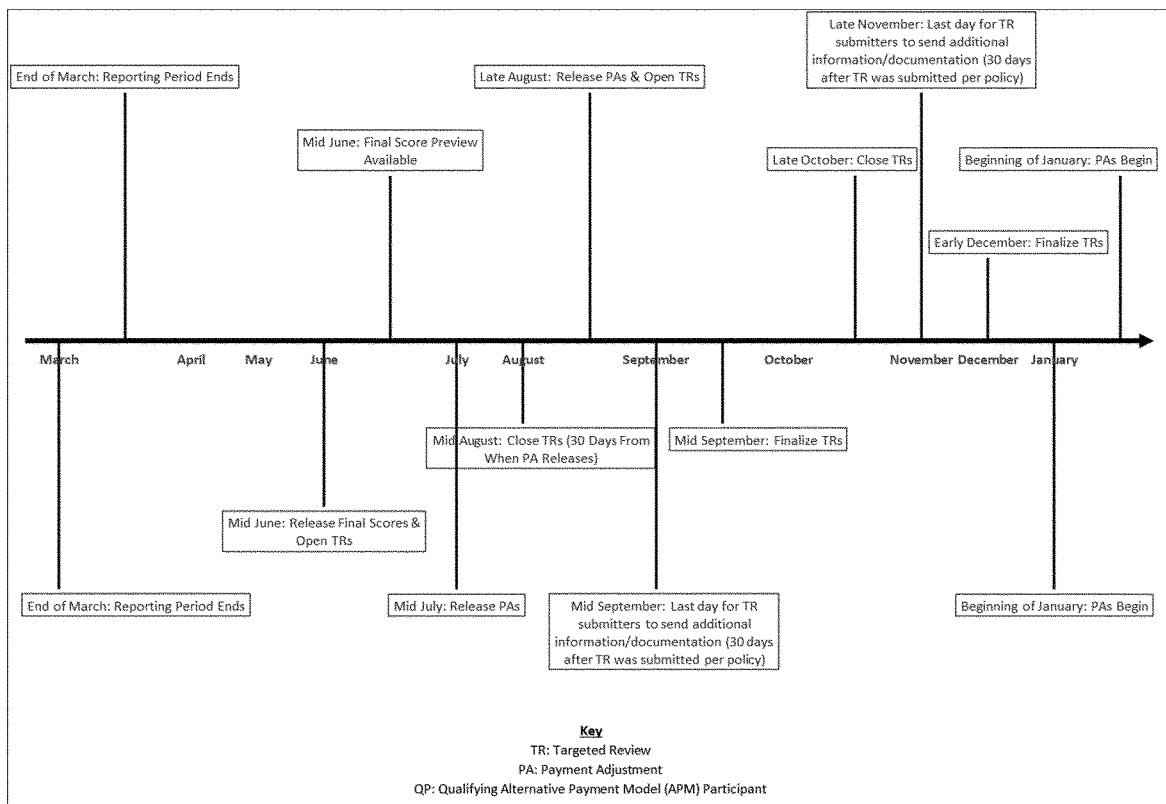 Late November: Last day for TR
submitters to send additional
information/documentation (30 days
after TR was submitted per policy)
End of March: Reporting Period Ends
Late August: Release PAs & Open TRs
Mid June: Final Score Preview
Available
Late October: Close TRs
Beginning of January: PAs Begin
Early December: Finalize TRs
March April May June July August September October November December January
Mid August: Close TRs (30 Days From
When PA Releases)
Mid September: Finalize TRs
Mid June: Release Final Scores &
Open TRs
End of March: Reporting Period Ends
Mid July: Release PAs
Mid September: Last day for TR
submitters to send additional
information/documentation (30 days
after TR was submitted per policy)
Beginning of January: PAs Begin
Key
TR: Targeted Review
PA: Payment Adjustment
QP: Qualifying Alternative Payment Model (APM) Participant